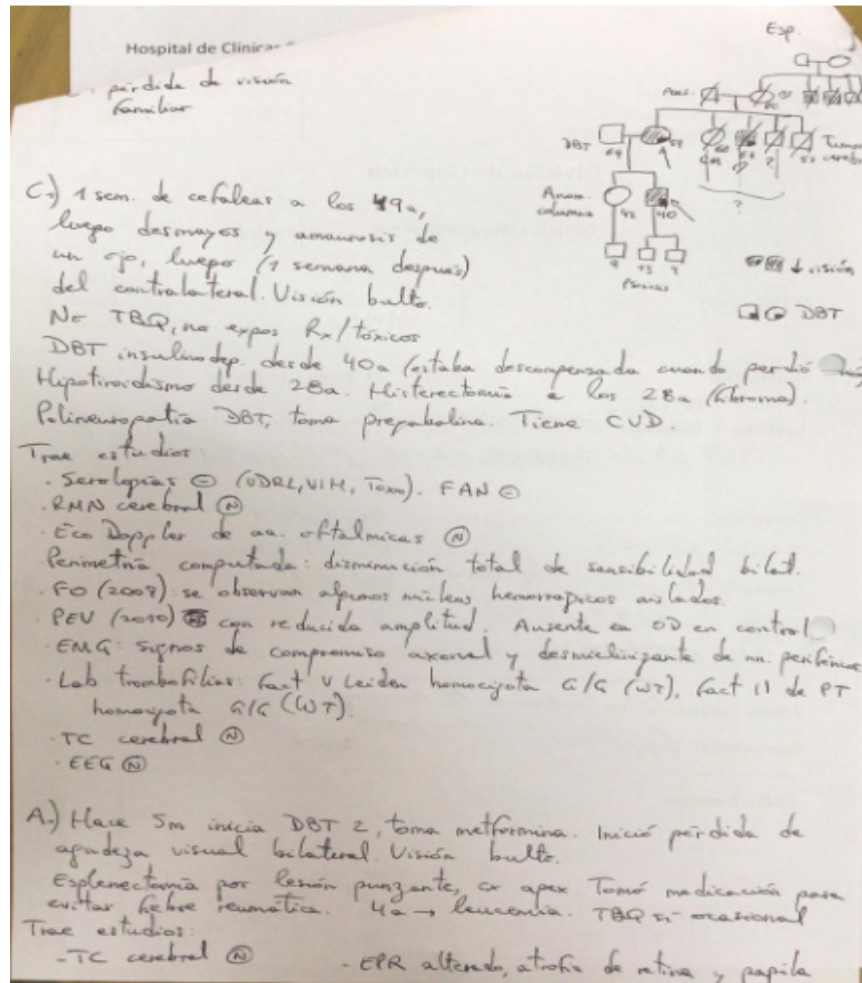 Hospital de Clínicas
pérdida de visión
familiar
Esp.
DBT
Tumor
cerebral
Anom.
columna
59
42
40
?
↓ visión
DBT
C.) 1 sem. de cefaleas a los 49a,
luego desmayos y amaurosis de
un ojo, luego (1 semana después)
del contralateral. Visión bulto.
No TBQ, no expos Rx/tóxicos
DBT insulinodep. desde 40a (estaba descompensada cuando perdió
Hipotiroidismo desde 28a. Histerectomía a los 28a (fibroma).
Polineuropatía DBT, toma pregabalina. Tiene CUD.
Trae estudios:
. Serologías ⊖ (VDRL, VIH, Toxo). FAN ⊖
. RMN cerebral Ⓝ
. Eco Doppler de aa. oftalmicas Ⓝ
Perimetría computada: disminución total de sensibilidad bilat.
. FO (2009): se observan algunos núcleos hemorrágicos aislados.
. PEV (2010) con reducida amplitud. Ausente en OD en control
. EMG: signos de compromiso axonal y desmielinizante de nn. periféricos
. Lab trombofilias: Fact V Leiden homocigota G/G (WT), fact II de PT
homocigota G/G (WT).
. TC cerebral Ⓝ
. EEG Ⓝ
A.) Hace 5m inicia DBT 2, toma metformina. Inició pérdida de
agudeza visual bilateral. Visión bulto.
Esplenectomía por lesión punzante, apex. Tomó medicación para
evitar fiebre reumática. 4a → leucemia. TBQ sí ocasional
Trae estudios:
- TC cerebral Ⓝ - EPR alterado, atrofia de retina y papila